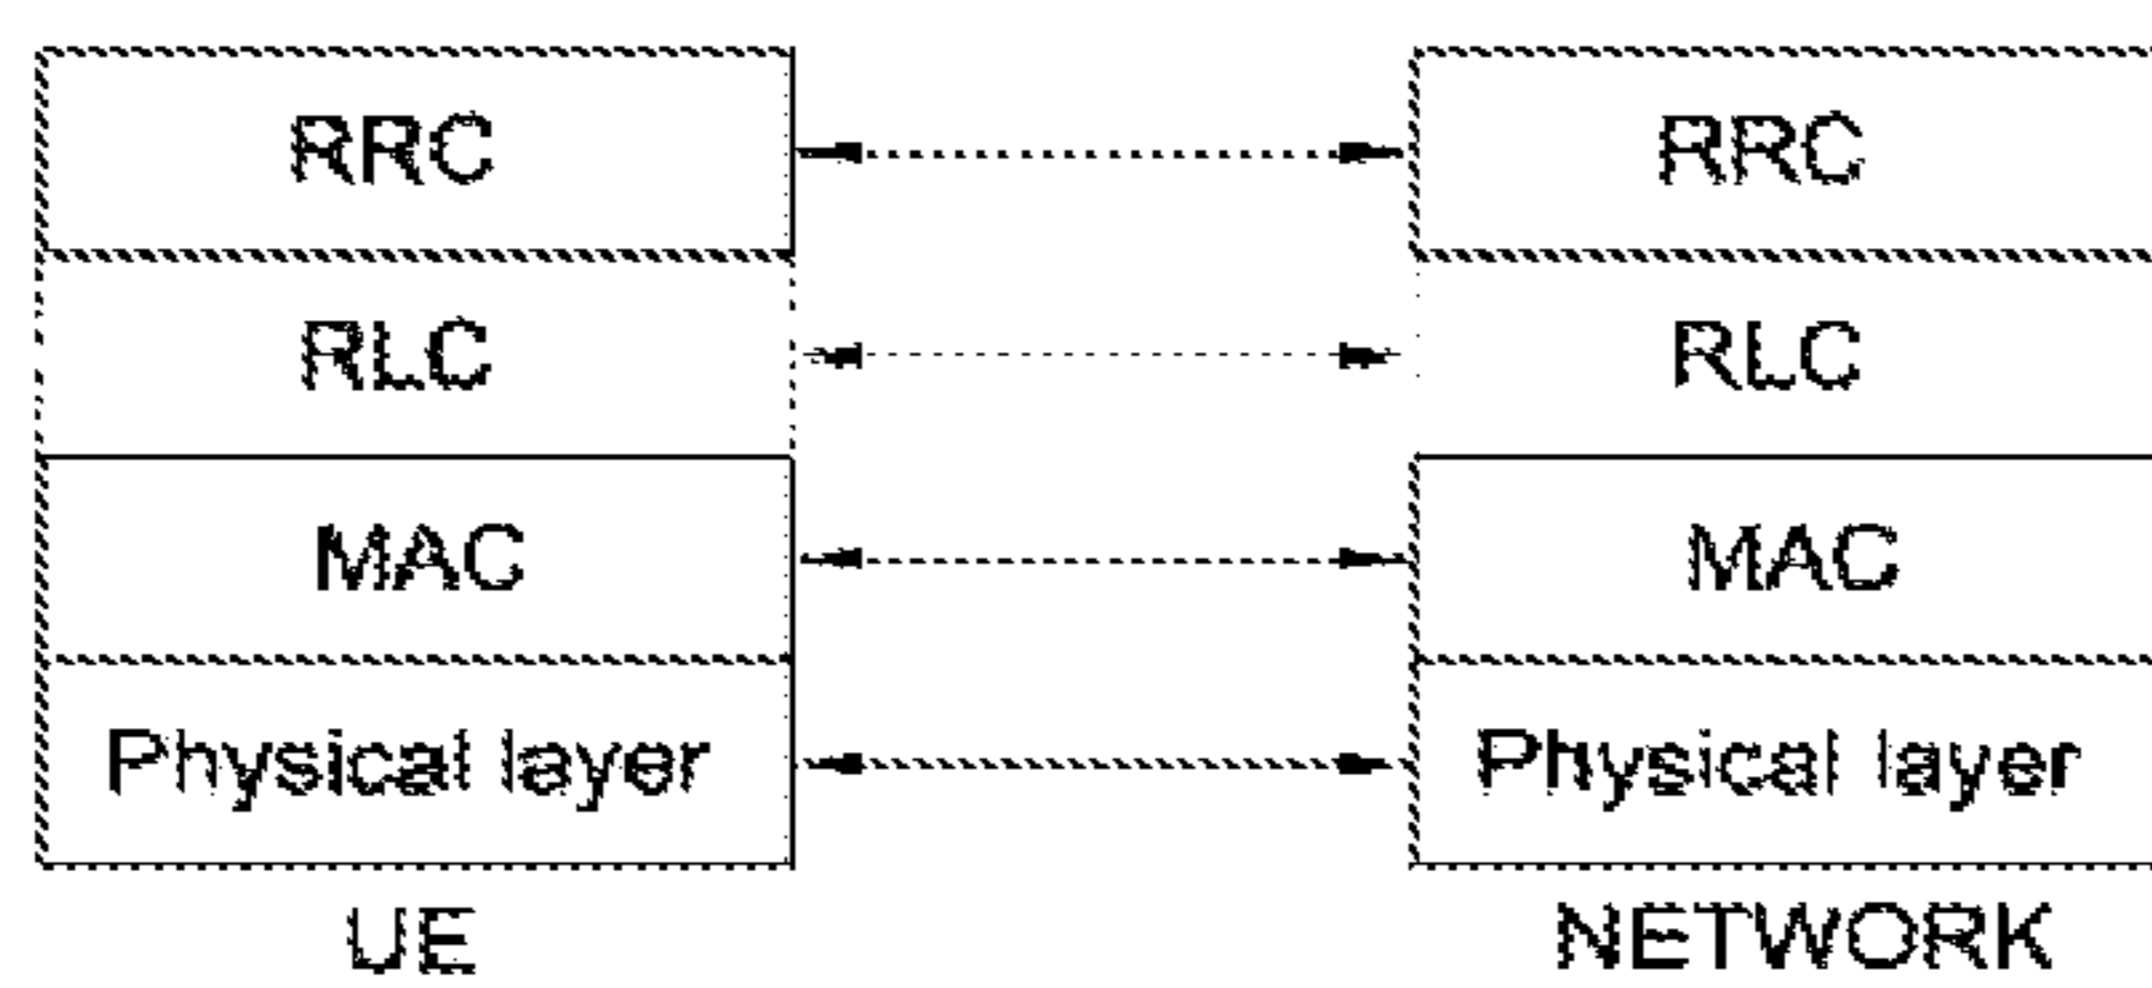 RRC RRC
RLC RLC
MAC MAC
Physical layer Physical layer
UE NETWORK